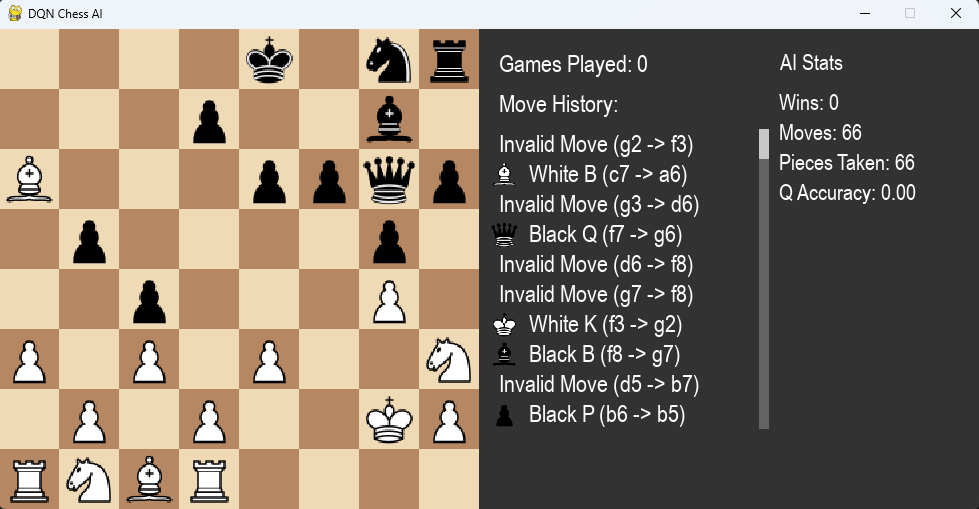 DQN Chess AI
Games Played: 0
Move History:
Invalid Move (g2 -> f3)
White B (c7 -> a6)
Invalid Move (g3 -> d6)
Black Q (f7 -> g6)
Invalid Move (d6 -> f8)
Invalid Move (g7 -> f8)
White K (f3 -> g2)
Black B (f8 -> g7)
Invalid Move (d5 -> b7)
Black P (b6 -> b5)
AI Stats
Wins: 0
Moves: 66
Pieces Taken: 66
Q Accuracy: 0.00